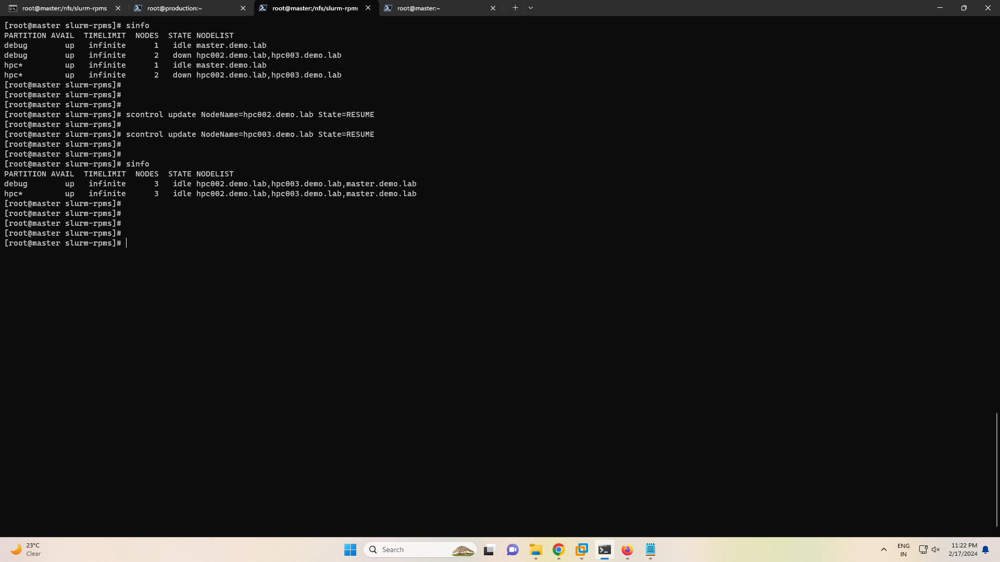 root@master:/nfs/slurm-rpms
root@production:~
root@master:/nfs/slurm-rpms
root@master:~
[root@master slurm-rpms]# sinfo
PARTITION AVAIL  TIMELIMIT  NODES  STATE NODELIST
debug        up   infinite      1   idle master.demo.lab
debug        up   infinite      2   down hpc002.demo.lab,hpc003.demo.lab
hpc*         up   infinite      1   idle master.demo.lab
hpc*         up   infinite      2   down hpc002.demo.lab,hpc003.demo.lab
[root@master slurm-rpms]#
[root@master slurm-rpms]#
[root@master slurm-rpms]#
[root@master slurm-rpms]# scontrol update NodeName=hpc002.demo.lab State=RESUME
[root@master slurm-rpms]#
[root@master slurm-rpms]# scontrol update NodeName=hpc003.demo.lab State=RESUME
[root@master slurm-rpms]#
[root@master slurm-rpms]#
[root@master slurm-rpms]# sinfo
PARTITION AVAIL  TIMELIMIT  NODES  STATE NODELIST
debug        up   infinite      3   idle hpc002.demo.lab,hpc003.demo.lab,master.demo.lab
hpc*         up   infinite      3   idle hpc002.demo.lab,hpc003.demo.lab,master.demo.lab
[root@master slurm-rpms]#
[root@master slurm-rpms]#
[root@master slurm-rpms]#
[root@master slurm-rpms]#
[root@master slurm-rpms]#
23°C
Clear
Search
ENG
IN
11:22 PM
2/17/2024